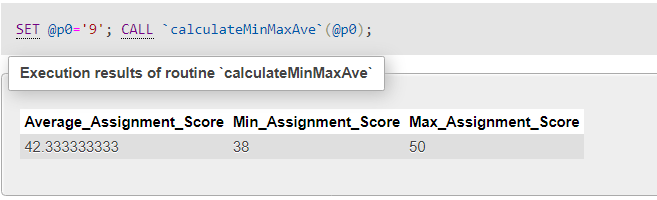 SET @p0='9'; CALL `calculateMinMaxAve`(@p0);
Execution results of routine `calculateMinMaxAve`
Average_Assignment_Score Min_Assignment_Score Max_Assignment_Score
42.333333333 38 50